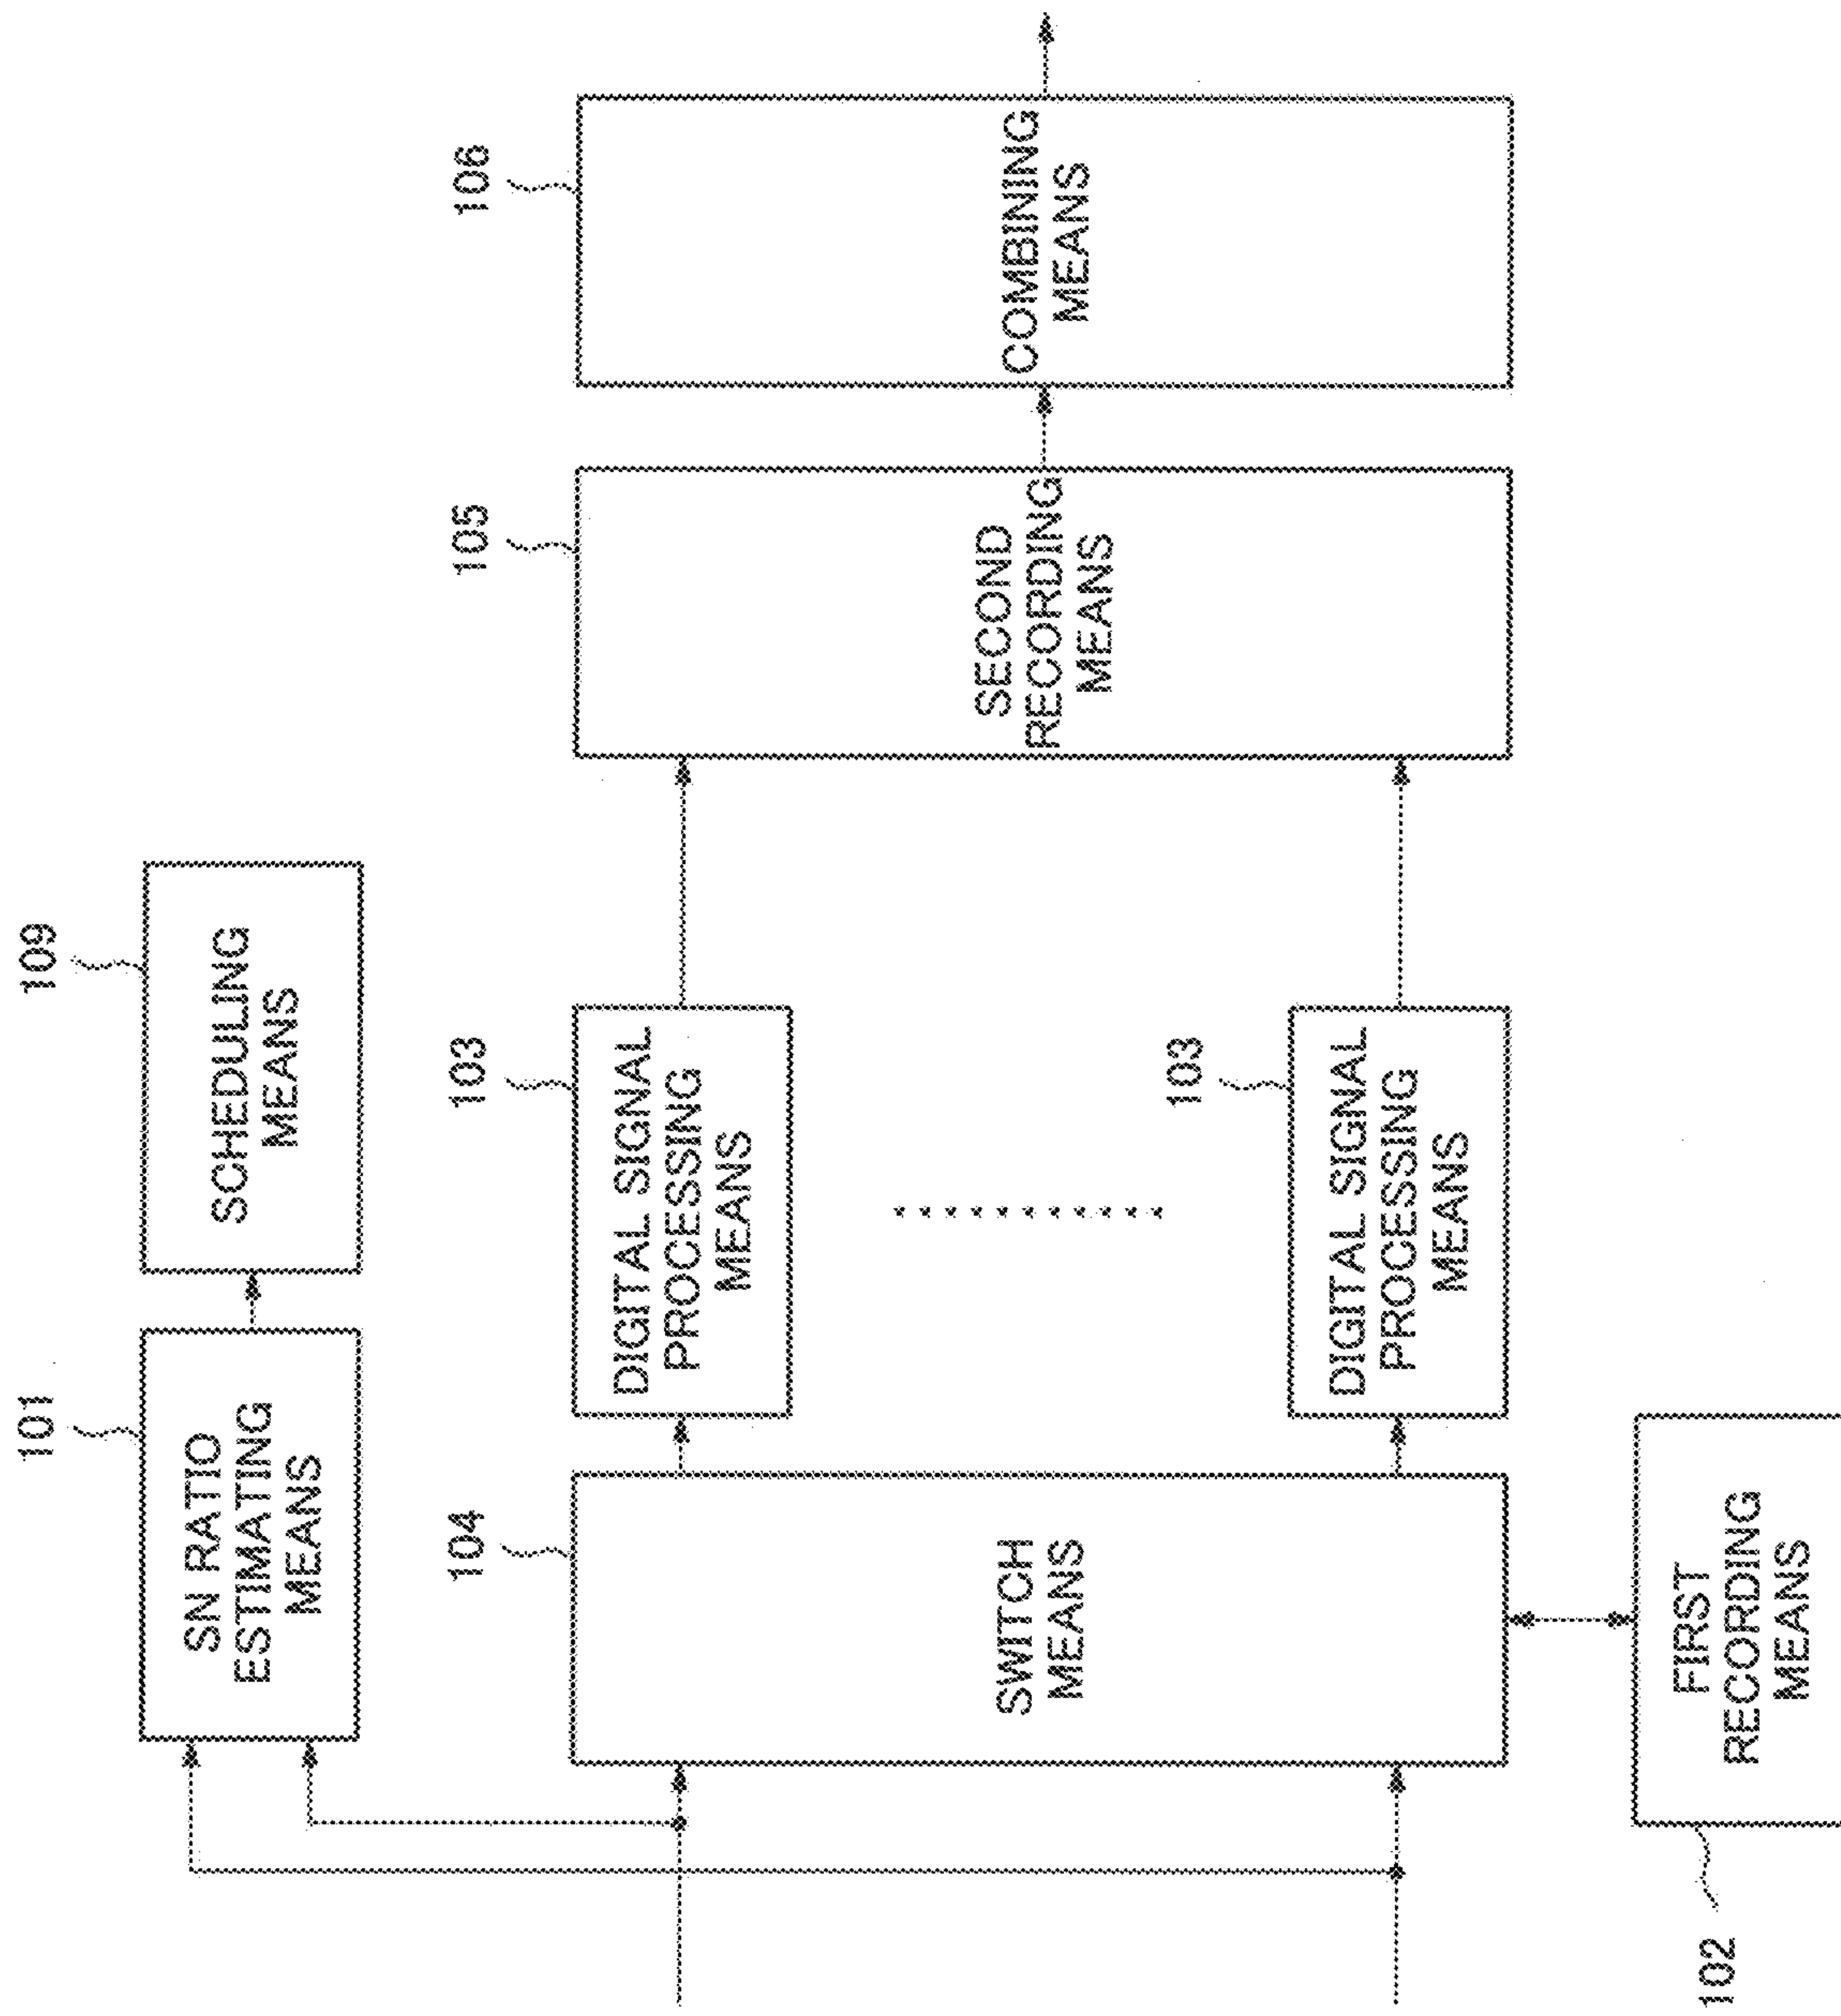 101
SN RATIO
ESTIMATING
MEANS
109
SCHEDULING
MEANS
104
SWITCH
MEANS
103
DIGITAL SIGNAL
PROCESSING
MEANS
103
DIGITAL SIGNAL
PROCESSING
MEANS
105
SECOND
RECORDING
MEANS
106
COMBINING
MEANS
102
FIRST
RECORDING
MEANS